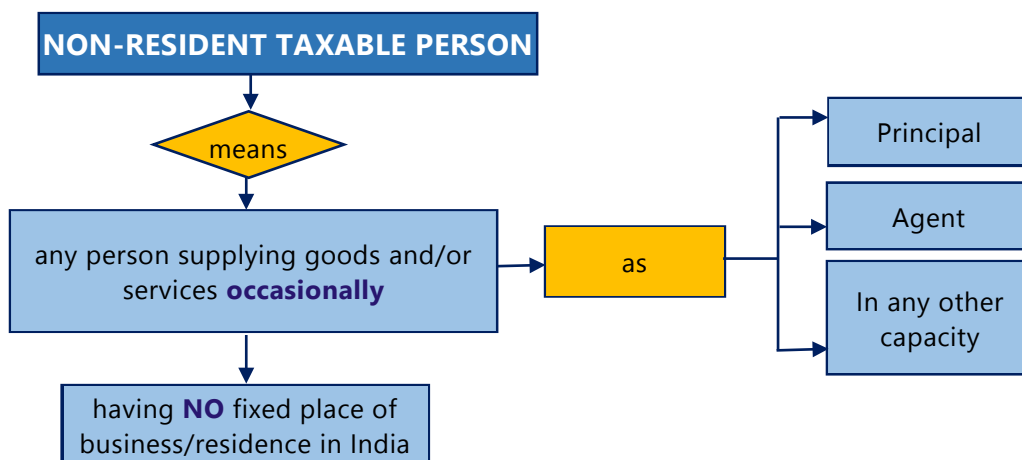 NON-RESIDENT TAXABLE PERSON
means
any person supplying goods and/or
services occasionally
as
Principal
Agent
In any other
capacity
having NO fixed place of
business/residence in India